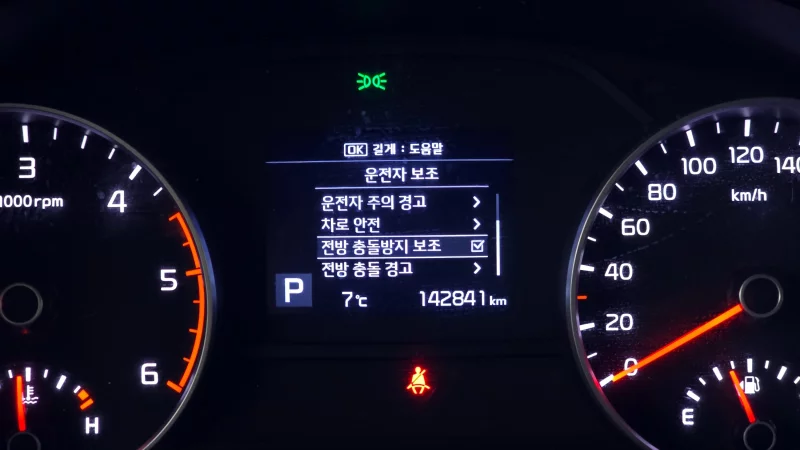 OK 길게 : 도움말
운전자 보조
운전자 주의 경고
차로 안전
전방 충돌방지 보조
전방 충돌 경고
P 7℃ 142841 km
3
4
5
6
1000 rpm
H
0
20
40
60
80
100
120
140
km/h
E